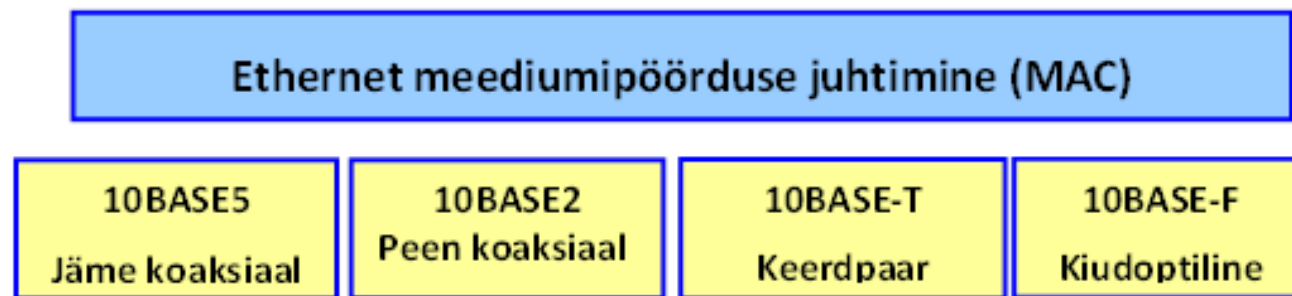 Ethernet meediumipöörduse juhtimine (MAC)
10BASE5
Jäme koaksiaal
10BASE2
Peen koaksiaal
10BASE-T
Keerdpaar
10BASE-F
Kiudoptiline